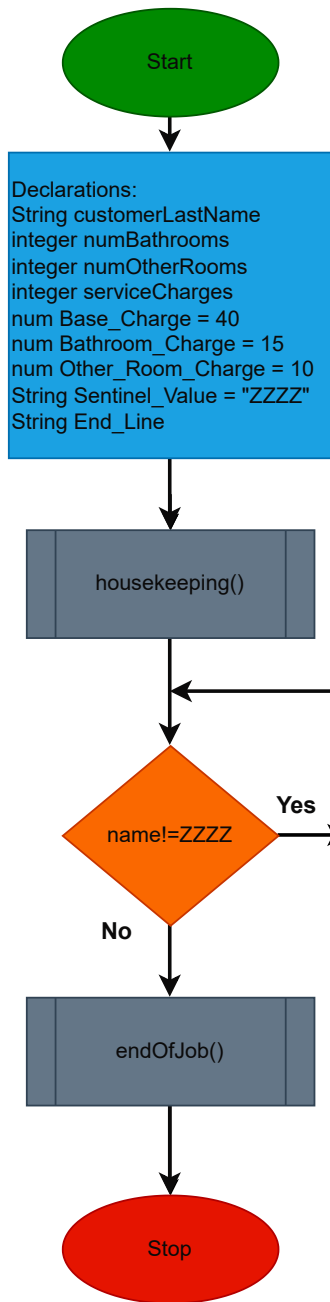 Start
Declarations:
String customerLastName
integer numBathrooms
integer numOtherRooms
integer serviceCharges
num Base_Charge = 40
num Bathroom_Charge = 15
num Other_Room_Charge = 10
String Sentinel_Value = "ZZZZ"
String End_Line
housekeeping()
name!=ZZZZ
Yes
No
endOfJob()
Stop